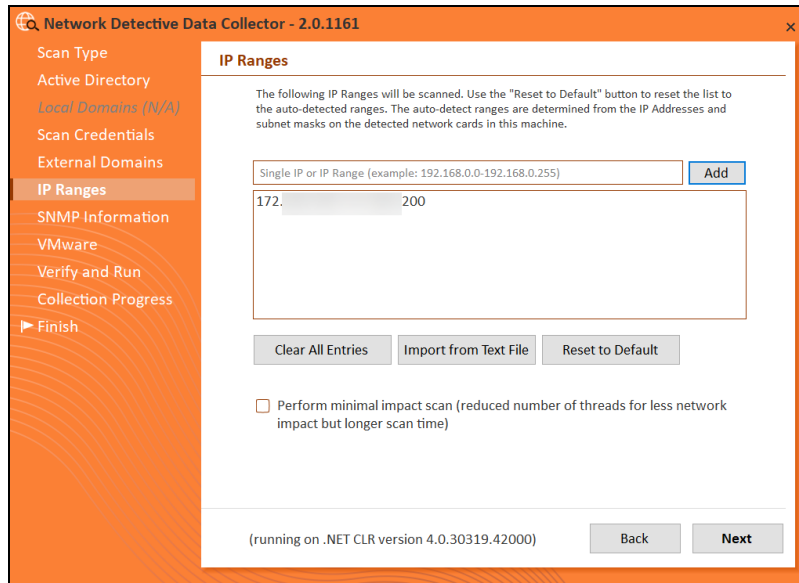 Network Detective Data Collector - 2.0.1161
Scan Type
Active Directory
Local Domains (N/A)
Scan Credentials
External Domains
IP Ranges
SNMP Information
VMware
Verify and Run
Collection Progress
Finish
IP Ranges
The following IP Ranges will be scanned. Use the "Reset to Default" button to reset the list to
the auto-detected ranges. The auto-detect ranges are determined from the IP Addresses and
subnet masks on the detected network cards in this machine.
Single IP or IP Range (example: 192.168.0.0-192.168.0.255)
Add
172. 200
Clear All Entries
Import from Text File
Reset to Default
Perform minimal impact scan (reduced number of threads for less network
impact but longer scan time)
(running on .NET CLR version 4.0.30319.42000)
Back
Next